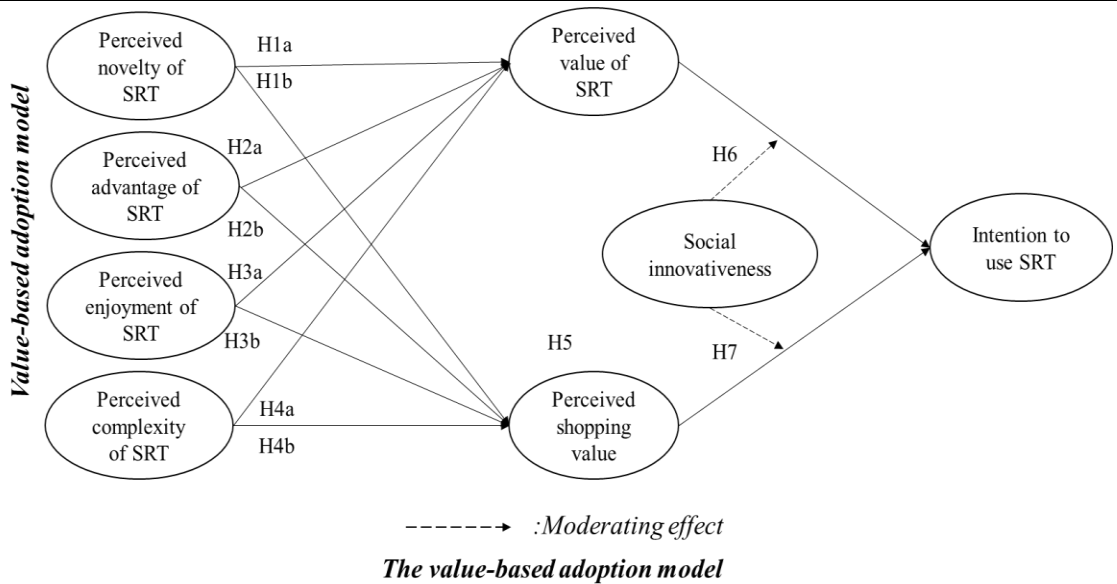 Value-based adoption model
Perceived
novelty of
SRT
H1a
H1b
Perceived
value of
SRT
Perceived
advantage of
SRT
H2a
H2b
H6
Social
innovativeness
Intention to
use SRT
Perceived
enjoyment of
SRT
H3a
H3b
H5
H7
Perceived
complexity
of SRT
H4a
H4b
Perceived
shopping
value
:Moderating effect
The value-based adoption model